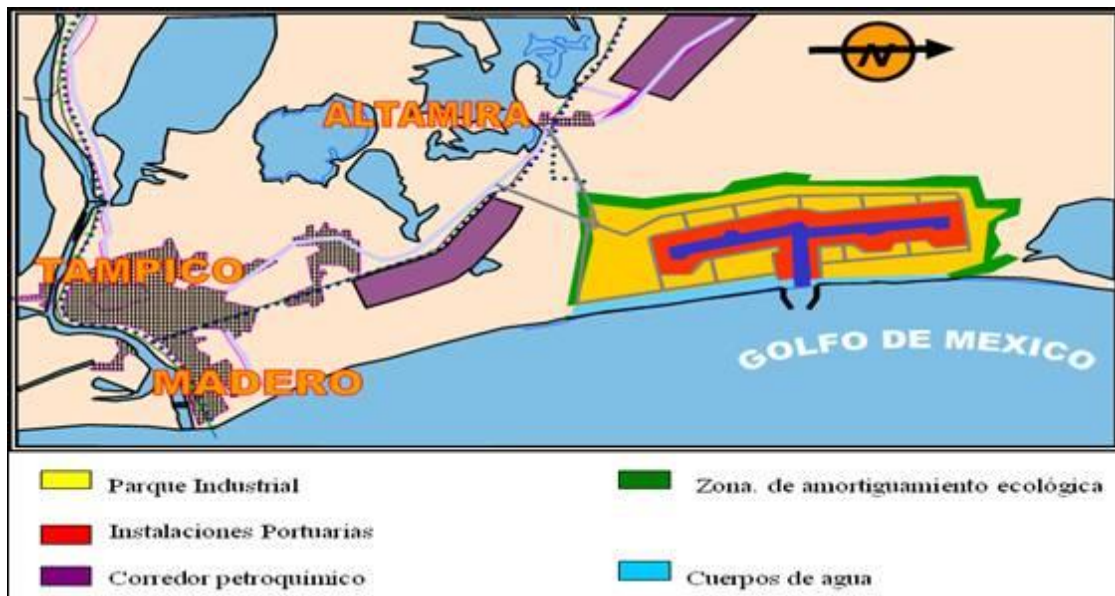 N
ALTAMIRA
TAMPICO
MADERO
GOLFO DE MEXICO
Parque Industrial
Instalaciones Portuarias
Corredor petroquímico
Zona. de amortiguamiento ecológica
Cuerpos de agua